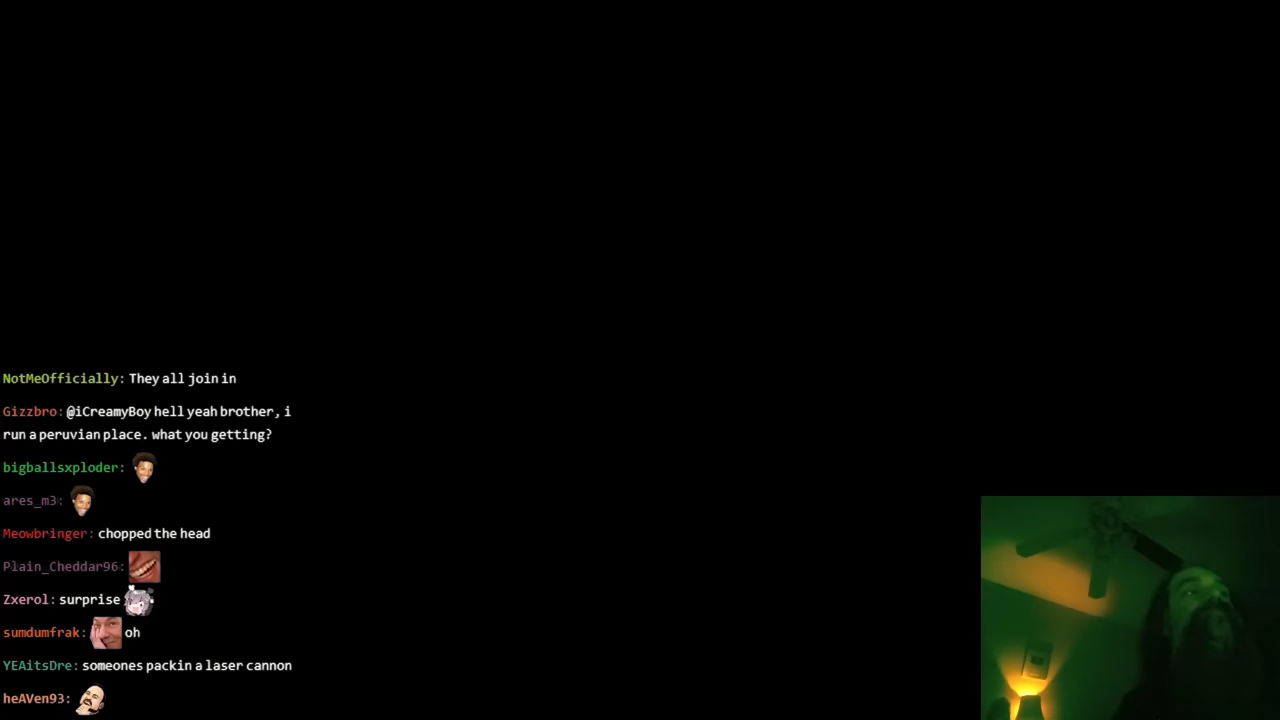 NotMeOfficially: They all join in
Gizzbro: @iCreamyBoy hell yeah brother, i
run a peruvian place. what you getting?
bigballsxploder:
ares_m3:
Meowbringer: chopped the head
Plain_Cheddar96:
Zxerol: surprise
sumdumfrak: oh
YEAitsDre: someones packin a laser cannon
heAVen93: